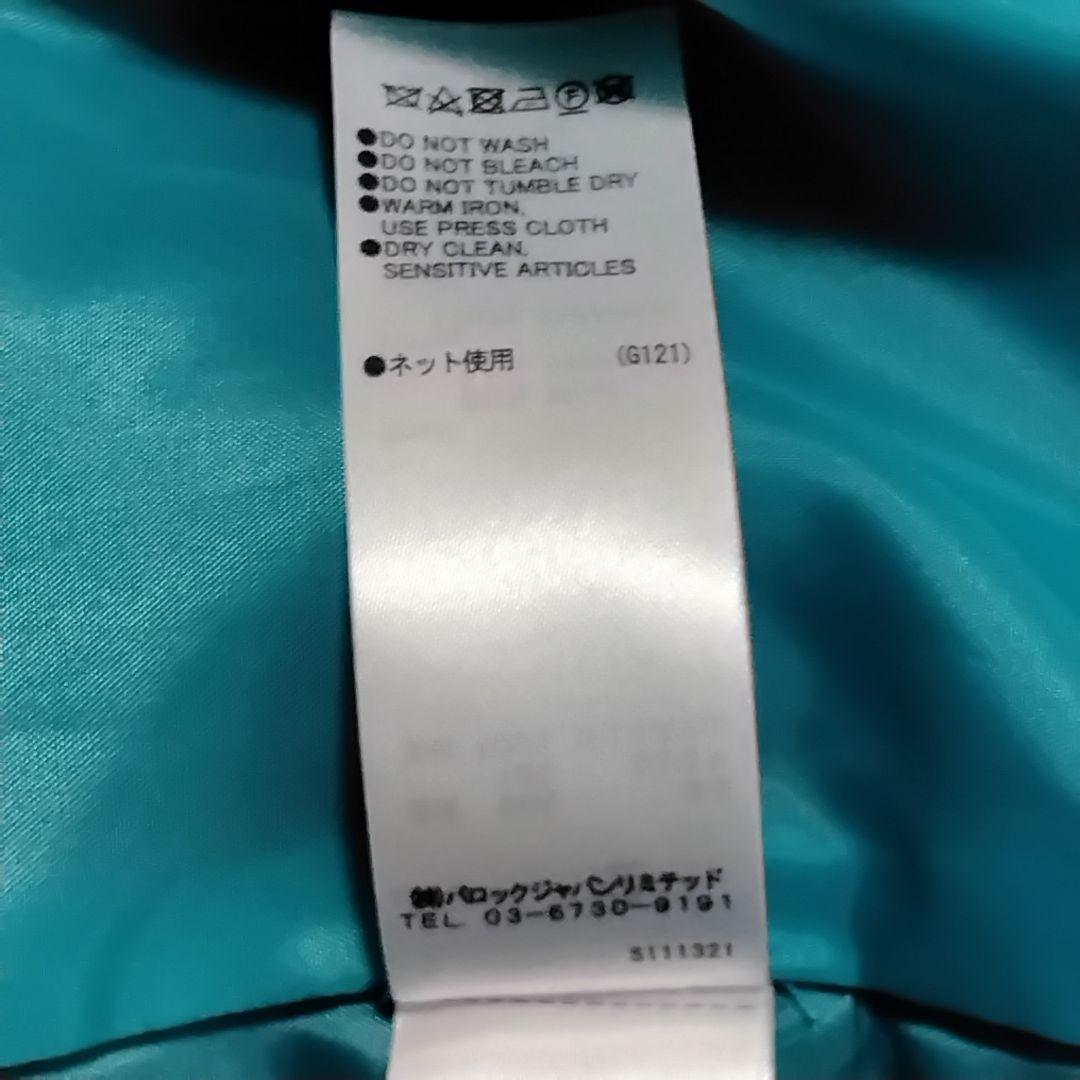 ●DO NOT WASH
●DO NOT BLEACH
●DO NOT TUMBLE DRY
●WARM IRON,
USE PRESS CLOTH
●DRY CLEAN,
SENSITIVE ARTICLES
●ネット使用 (G121)
㈱バロックジャパンリミテッド
TEL 03-6730-9191
S111321